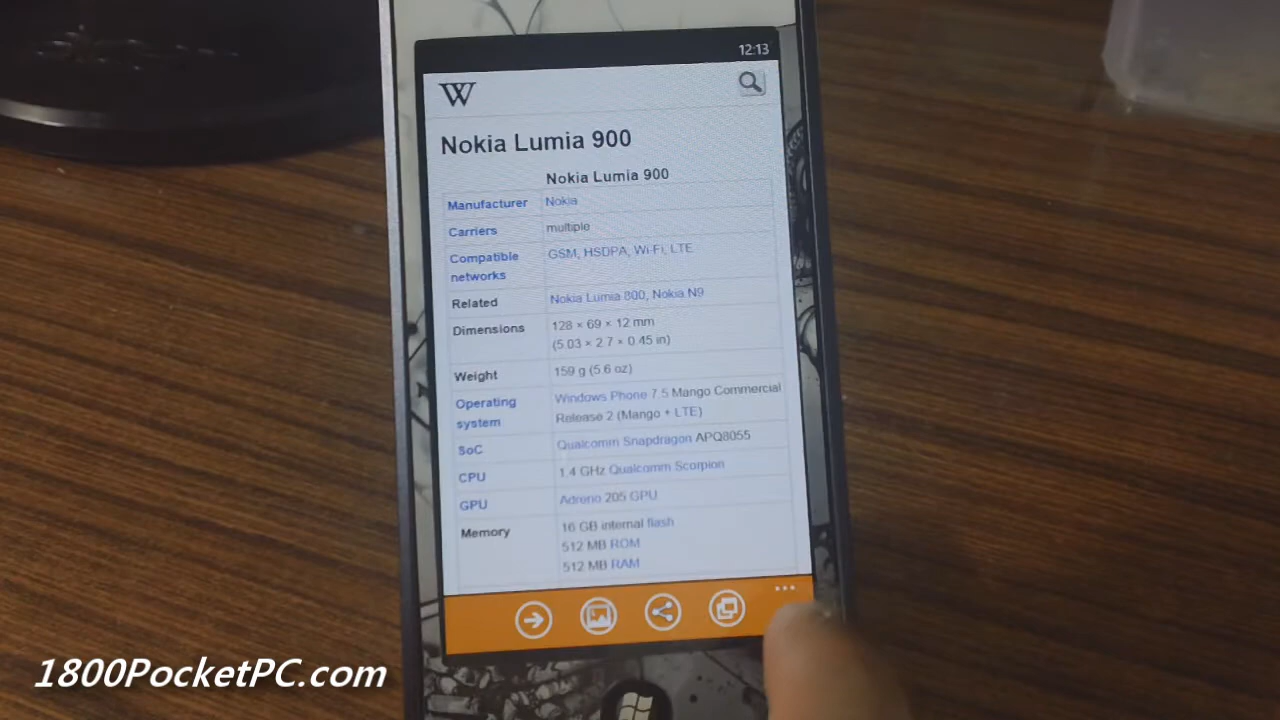 12:13
W
Nokia Lumia 900
Nokia Lumia 900
Manufacturer Nokia
Carriers multiple
Compatible networks GSM, HSDPA, Wi-Fi, LTE
Related Nokia Lumia 800, Nokia N9
Dimensions 128 × 69 × 12 mm
(5.03 × 2.7 × 0.45 in)
Weight 159 g (5.6 oz)
Operating system Windows Phone 7.5 Mango Commercial
Release 2 (Mango + LTE)
SoC Qualcomm Snapdragon APQ8055
CPU 1.4 GHz Qualcomm Scorpion
GPU Adreno 205 GPU
Memory 16 GB internal flash
512 MB ROM
512 MB RAM
1800PocketPC.com